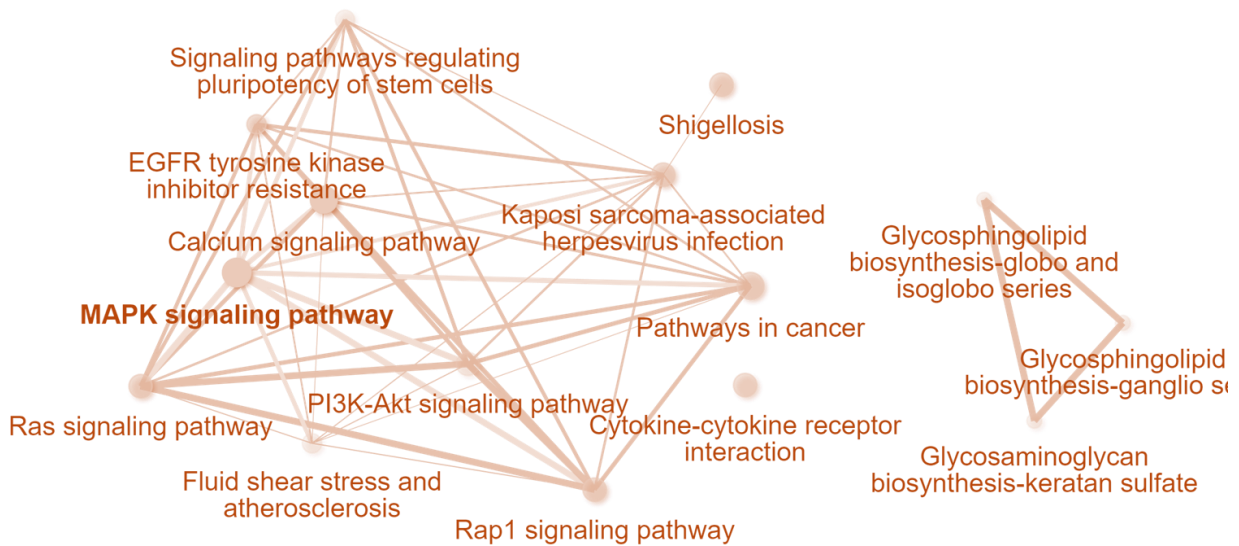 Signaling pathways regulating
pluripotency of stem cells
Shigellosis
EGFR tyrosine kinase
inhibitor resistance
Kaposi sarcoma-associated
herpesvirus infection
Calcium signaling pathway
Glycosphingolipid
biosynthesis-globo and
isoglobo series
MAPK signaling pathway
Pathways in cancer
Glycosphingolipid
biosynthesis-ganglio se
PI3K-Akt signaling pathway
Ras signaling pathway
Cytokine-cytokine receptor
interaction
Glycosaminoglycan
biosynthesis-keratan sulfate
Fluid shear stress and
atherosclerosis
Rap1 signaling pathway